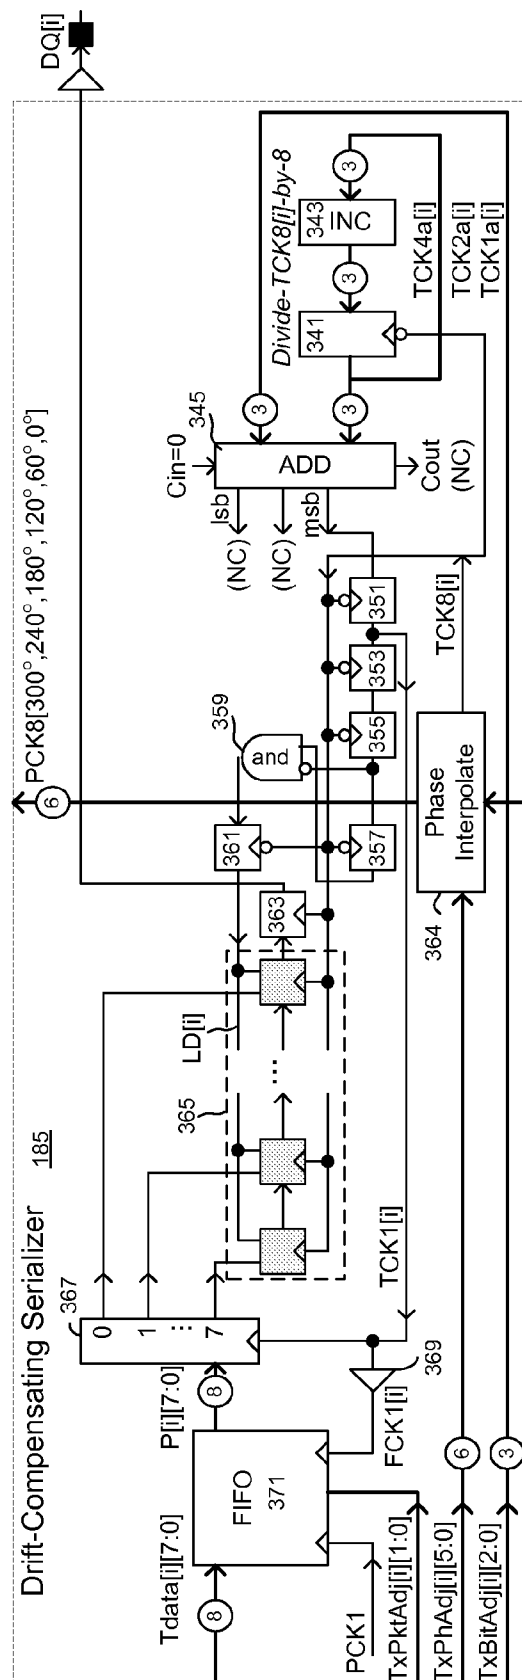 Drift-Compensating Serializer
185
Tdata[i][7:0]
8
FIFO
371
PCK1
TxPktAdj[i][1:0]
TxPhAdj[i][5:0]
TxBitAdj[i][2:0]
6
3
P[i][7:0]
8
FCK1[i]
369
367
0
1
...
7
TCK1[i]
365
LD[i]
...
363
361
357
359
and
355
353
351
364
Phase
Interpolate
TCK8[i]
PCK8[300°,240°,180°,120°,60°,0°]
6
(NC)
(NC)
lsb
msb
Cin=0
345
ADD
Cout
(NC)
3
3
Divide-TCK8[i]-by-8
341
3
343
INC
3
TCK4a[i]
TCK2a[i]
TCK1a[i]
DQ[i]